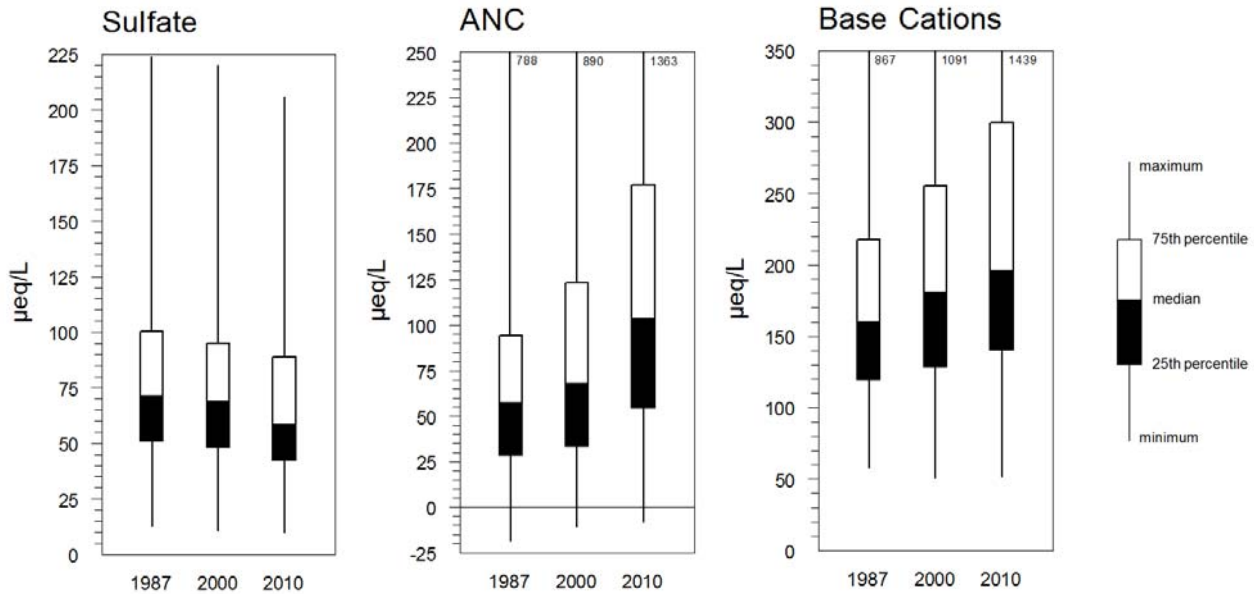 Sulfate
µeq/L
225
200
175
150
125
100
75
50
25
0
1987 2000 2010
ANC
µeq/L
250
225
200
175
150
125
100
75
50
25
0
-25
788 890 1363
1987 2000 2010
Base Cations
µeq/L
350
300
250
200
150
100
50
0
867 1091 1439
1987 2000 2010
maximum
75th percentile
median
25th percentile
minimum